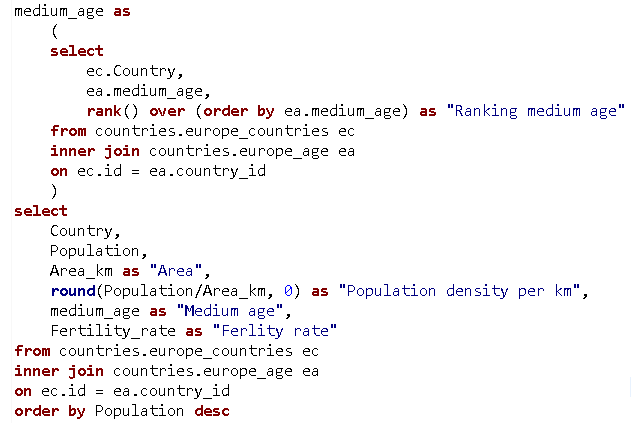 medium_age as
(
select
ec.Country,
ea.medium_age,
rank() over (order by ea.medium_age) as "Ranking medium age"
from countries.europe_countries ec
inner join countries.europe_age ea
on ec.id = ea.country_id
)
select
Country,
Population,
Area_km as "Area",
round(Population/Area_km, 0) as "Population density per km",
medium_age as "Medium age",
Fertility_rate as "Ferlity rate"
from countries.europe_countries ec
inner join countries.europe_age ea
on ec.id = ea.country_id
order by Population desc